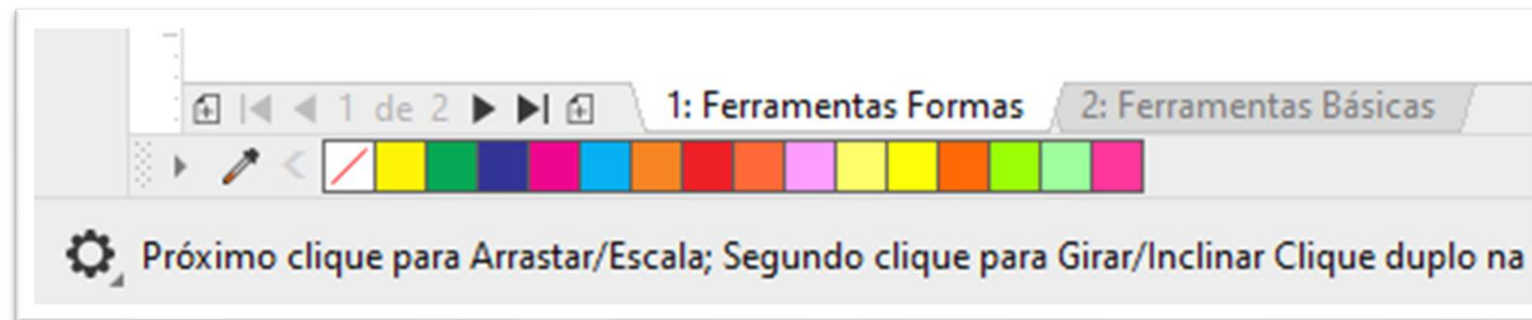 1 de 2 1: Ferramentas Formas 2: Ferramentas Básicas
Próximo clique para Arrastar/Escala; Segundo clique para Girar/Inclinar Clique duplo na